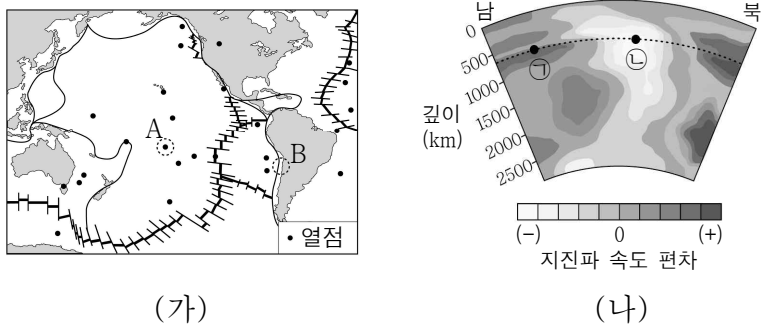 A
B
열점
(가)
남
북
0
500
1000
1500
2000
2500
깊이
(km)
㉠
㉡
(−) 0 (+)
지진파 속도 편차
(나)